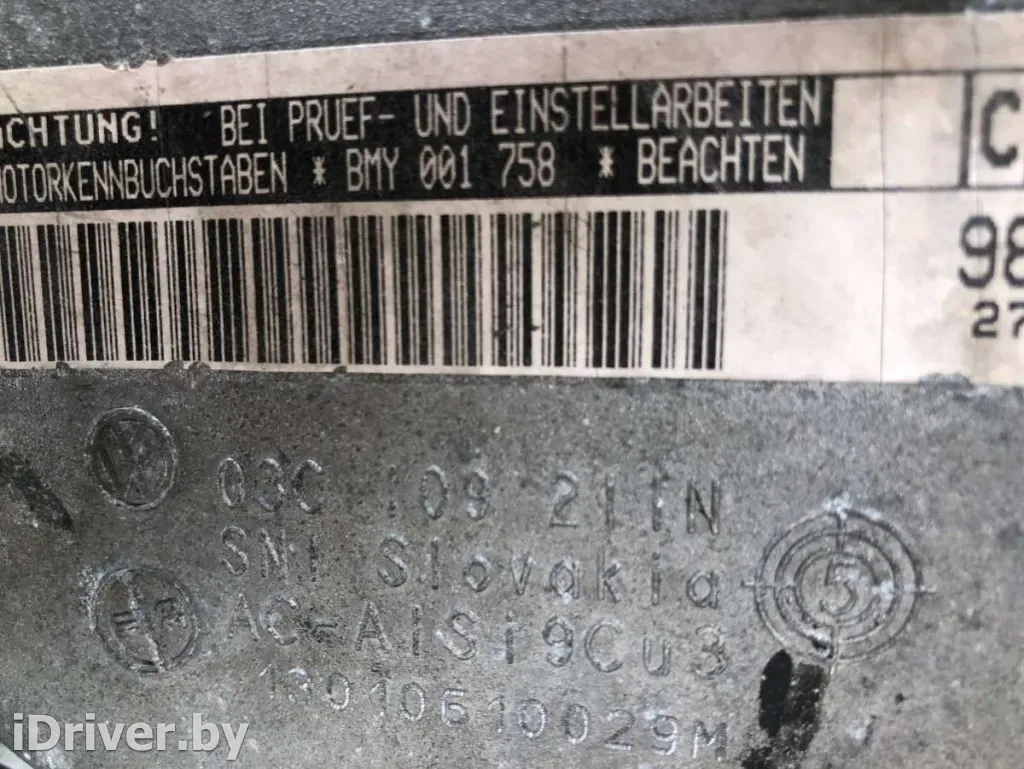 ACHTUNG! BEI PRUEF- UND EINSTELLARBEITEN
MOTORKENNBUCHSTABEN * BMY 001 758 * BEACHTEN
C
98
27
03C 109 211N
SNI Slovakia
AC-AlSi9Cu3
5
13010610029M
iDriver.by